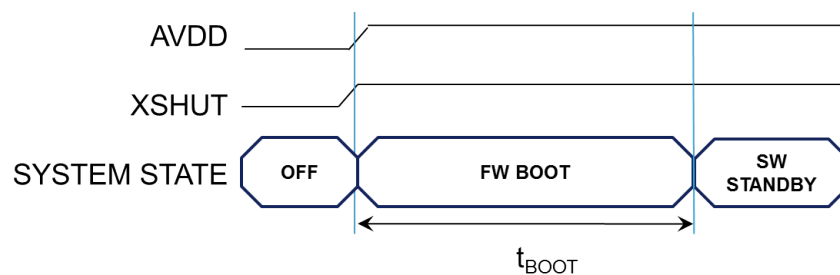 AVDD
XSHUT
SYSTEM STATE
OFF
FW BOOT
SW
STANDBY
tBOOT